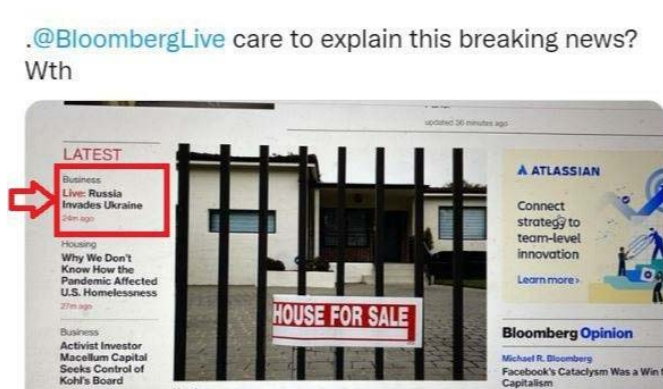 .@BloombergLive care to explain this breaking news?
Wth
updated 36 minutes ago
LATEST
Business
Live: Russia
Invades Ukraine
24m ago
Housing
Why We Don't
Know How the
Pandemic Affected
U.S. Homelessness
27m ago
Business
Activist Investor
Macellum Capital
Seeks Control of
Kohl's Board
HOUSE FOR SALE
ATLASSIAN
Connect
strategy to
team-level
innovation
Learn more ›
Bloomberg Opinion
Michael R. Bloomberg
Facebook's Cataclysm Was a Win
Capitalism